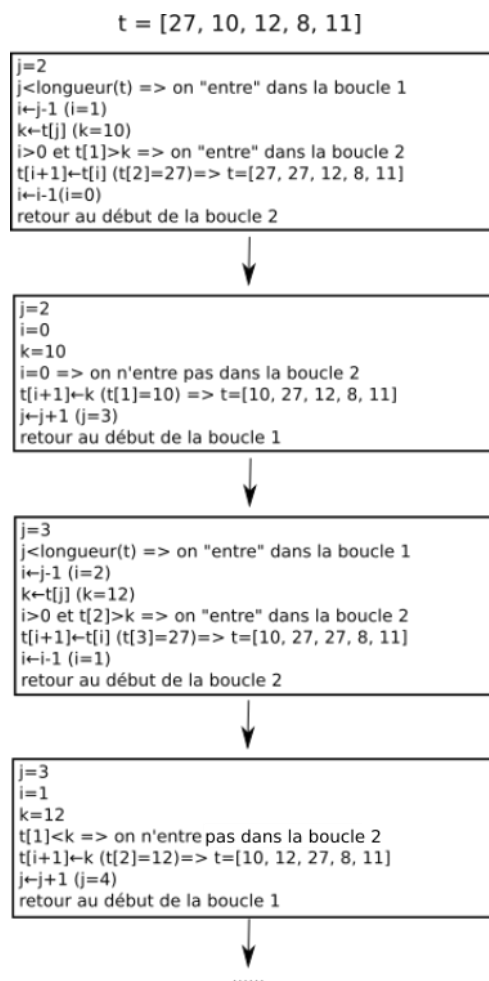 t = [27, 10, 12, 8, 11]
j=2
j<longueur(t) => on "entre" dans la boucle 1
i←j-1 (i=1)
k←t[j] (k=10)
i>0 et t[1]>k => on "entre" dans la boucle 2
t[i+1]←t[i] (t[2]=27)=> t=[27, 27, 12, 8, 11]
i←i-1(i=0)
retour au début de la boucle 2
j=2
i=0
k=10
i=0 => on n'entre pas dans la boucle 2
t[i+1]←k (t[1]=10) => t=[10, 27, 12, 8, 11]
j←j+1 (j=3)
retour au début de la boucle 1
j=3
j<longueur(t) => on "entre" dans la boucle 1
i←j-1 (i=2)
k←t[j] (k=12)
i>0 et t[2]>k => on "entre" dans la boucle 2
t[i+1]←t[i] (t[3]=27)=> t=[10, 27, 27, 8, 11]
i←i-1 (i=1)
retour au début de la boucle 2
j=3
i=1
k=12
t[1]<k => on n'entre pas dans la boucle 2
t[i+1]←k (t[2]=12)=> t=[10, 12, 27, 8, 11]
j←j+1 (j=4)
retour au début de la boucle 1
......